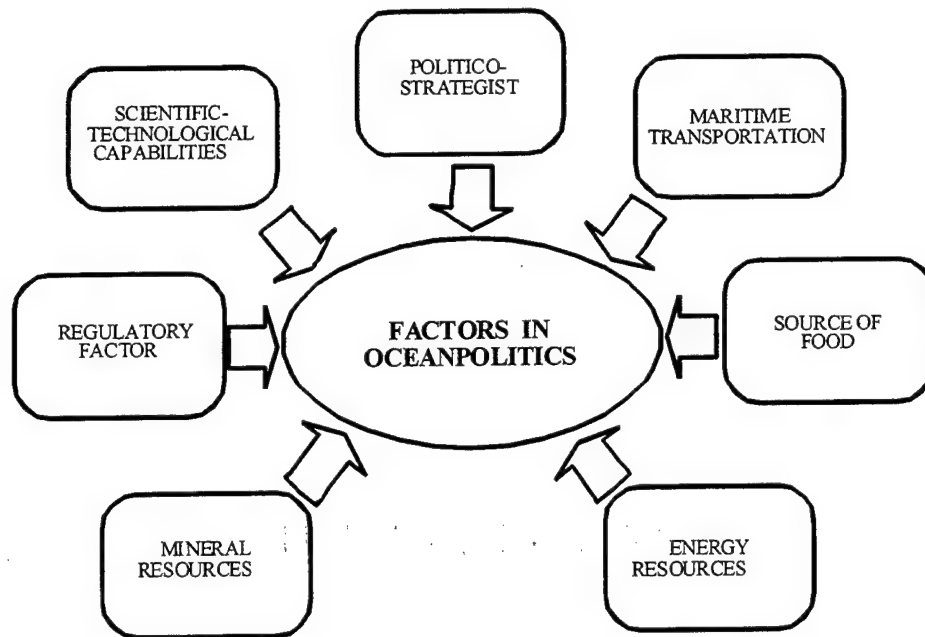 POLITICO-
STRATEGIST
SCIENTIFIC-
TECHNOLOGICAL
CAPABILITIES
MARITIME
TRANSPORTATION
REGULATORY
FACTOR
FACTORS IN
OCEANPOLITICS
SOURCE OF
FOOD
MINERAL
RESOURCES
ENERGY
RESOURCES